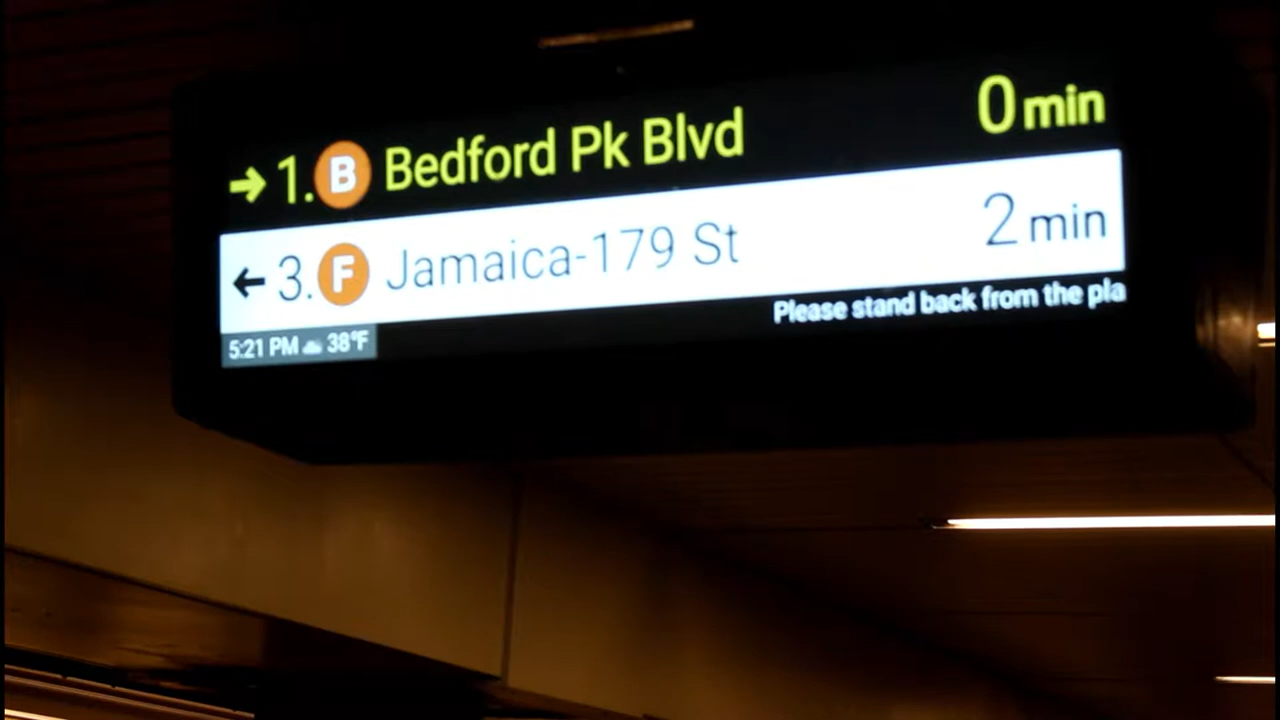 → 1. B Bedford Pk Blvd 0 min
← 3. F Jamaica-179 St 2 min
5:21 PM 38°F Please stand back from the pla